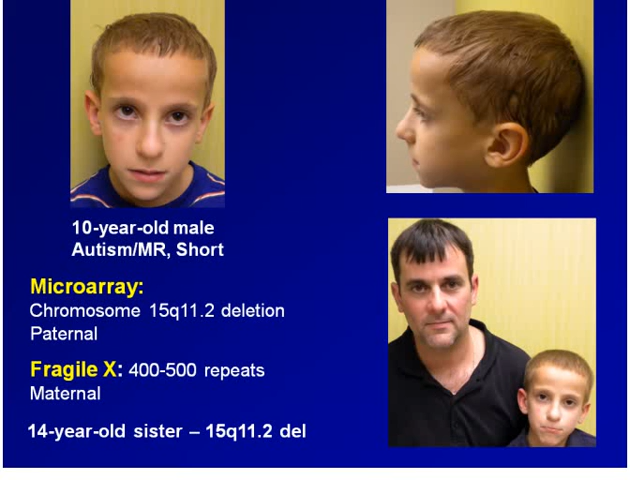 10-year-old male
Autism/MR, Short
Microarray:
Chromosome 15q11.2 deletion
Paternal
Fragile X: 400-500 repeats
Maternal
14-year-old sister – 15q11.2 del